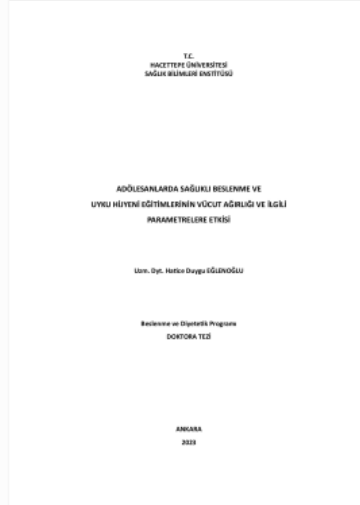 T.C.
HACETTEPE ÜNİVERSİTESİ
SAĞLIK BİLİMLERİ ENSTİTÜSÜ
ADÖLESANLARDA SAĞLIKLI BESLENME VE
UYKU HİJYENİ EĞİTİMLERİNİN VÜCUT AĞIRLIĞI VE İLGİLİ
PARAMETRELERE ETKİSİ
Uzm. Dyt. Hatice Duygu EĞLENOĞLU
Beslenme ve Diyetetik Programı
DOKTORA TEZİ
ANKARA
2023